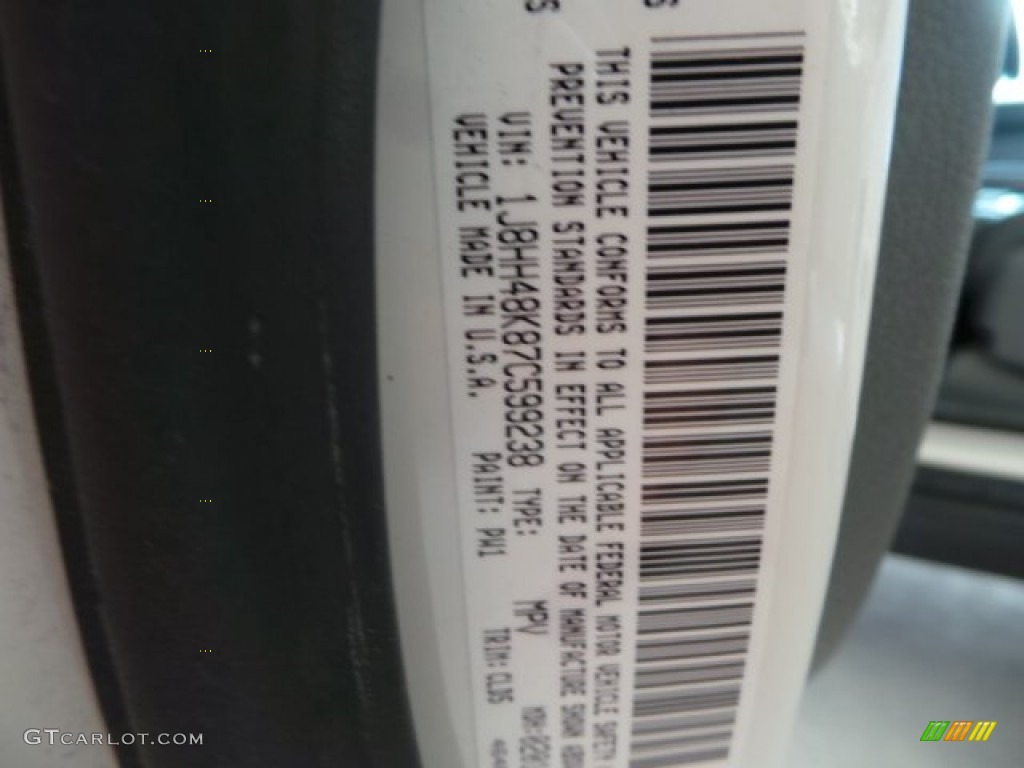 THIS VEHICLE CONFORMS TO ALL APPLICABLE FEDERAL MOTOR VEHICLE SAFETY
PREVENTION STANDARDS IN EFFECT ON THE DATE OF MANUFACTURE SHOWN
VIN: 1J8HH48K87C599238 TYPE: MPV
VEHICLE MADE IN U.S.A. PAINT: PW1 TRIM:
GTCarlot.com